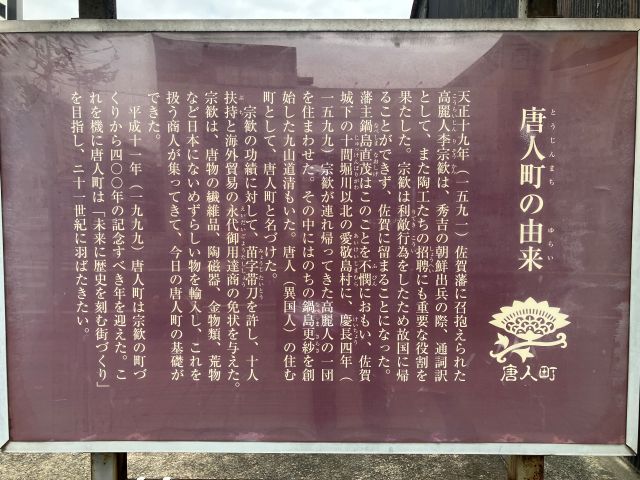 唐人町の由来
とうじんまち
ゆらい
天正十九年（一五九一）佐賀藩に召抱えられた
高麗人李宗歓は、秀吉の朝鮮出兵の際、通詞訳
として、また陶工たちの招聘にも重要な役割を
果たした。宗歓は利敵行為をしたため故国に帰
ることができず、佐賀に留まることになった。
藩主鍋島直茂はこのことを不憫におもい、佐賀
城下の十間堀川以北の愛敬島村に、慶長四年（
一五九九）宗歓が連れ帰ってきた高麗人の一団
を住まわせた。その中にはのちの鍋島更紗を創
始した九山道清もいた。唐人（異国人）の住む
町として、唐人町と名づけた。
宗歓の功績に対して、苗字帯刀を許し、十人
扶持と海外貿易の永代御用達商の免状を与えた。
宗歓は、唐物の繊維品、陶磁器、金物類、荒物
など日本にないめずらしい物を輸入し、これを
扱う商人が集ってきて、今日の唐人町の基礎が
できた。
平成十一年（一九九九）唐人町は宗歓の町づ
くりから四〇〇年の記念すべき年を迎えた。こ
れを機に唐人町は「未来に歴史を刻む街づくり」
を目指し、二十一世紀に羽ばたきたい。
唐人町